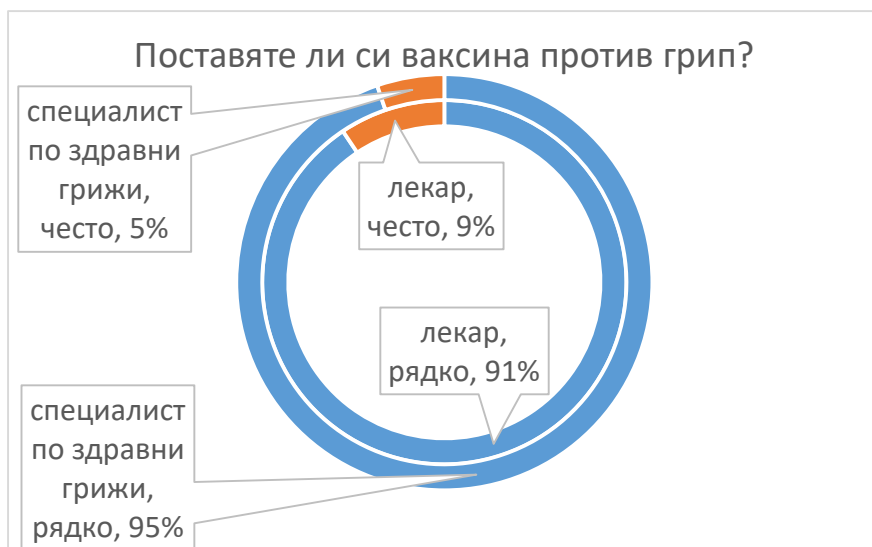 Поставяте ли си ваксина против грип?
специалист
по здравни
грижи,
често, 5%
лекар,
често, 9%
лекар,
рядко, 91%
специалист
по здравни
грижи,
рядко, 95%